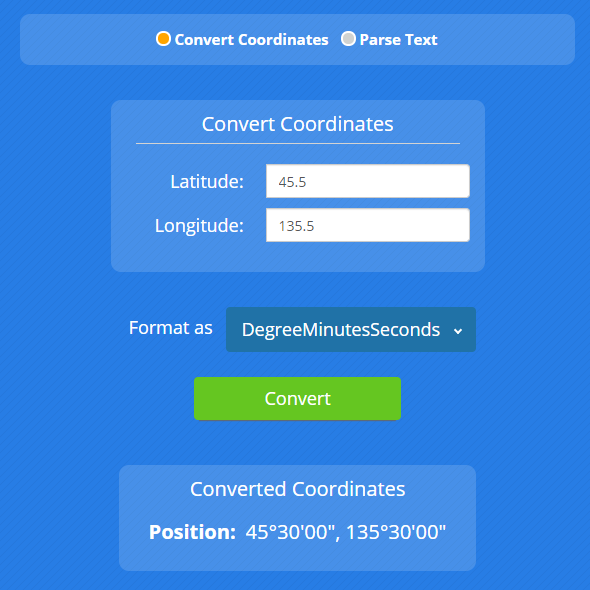 Convert Coordinates Parse Text
Convert Coordinates
Latitude: 45.5
Longitude: 135.5
Format as DegreeMinutesSeconds
Convert
Converted Coordinates
Position: 45°30'00", 135°30'00"